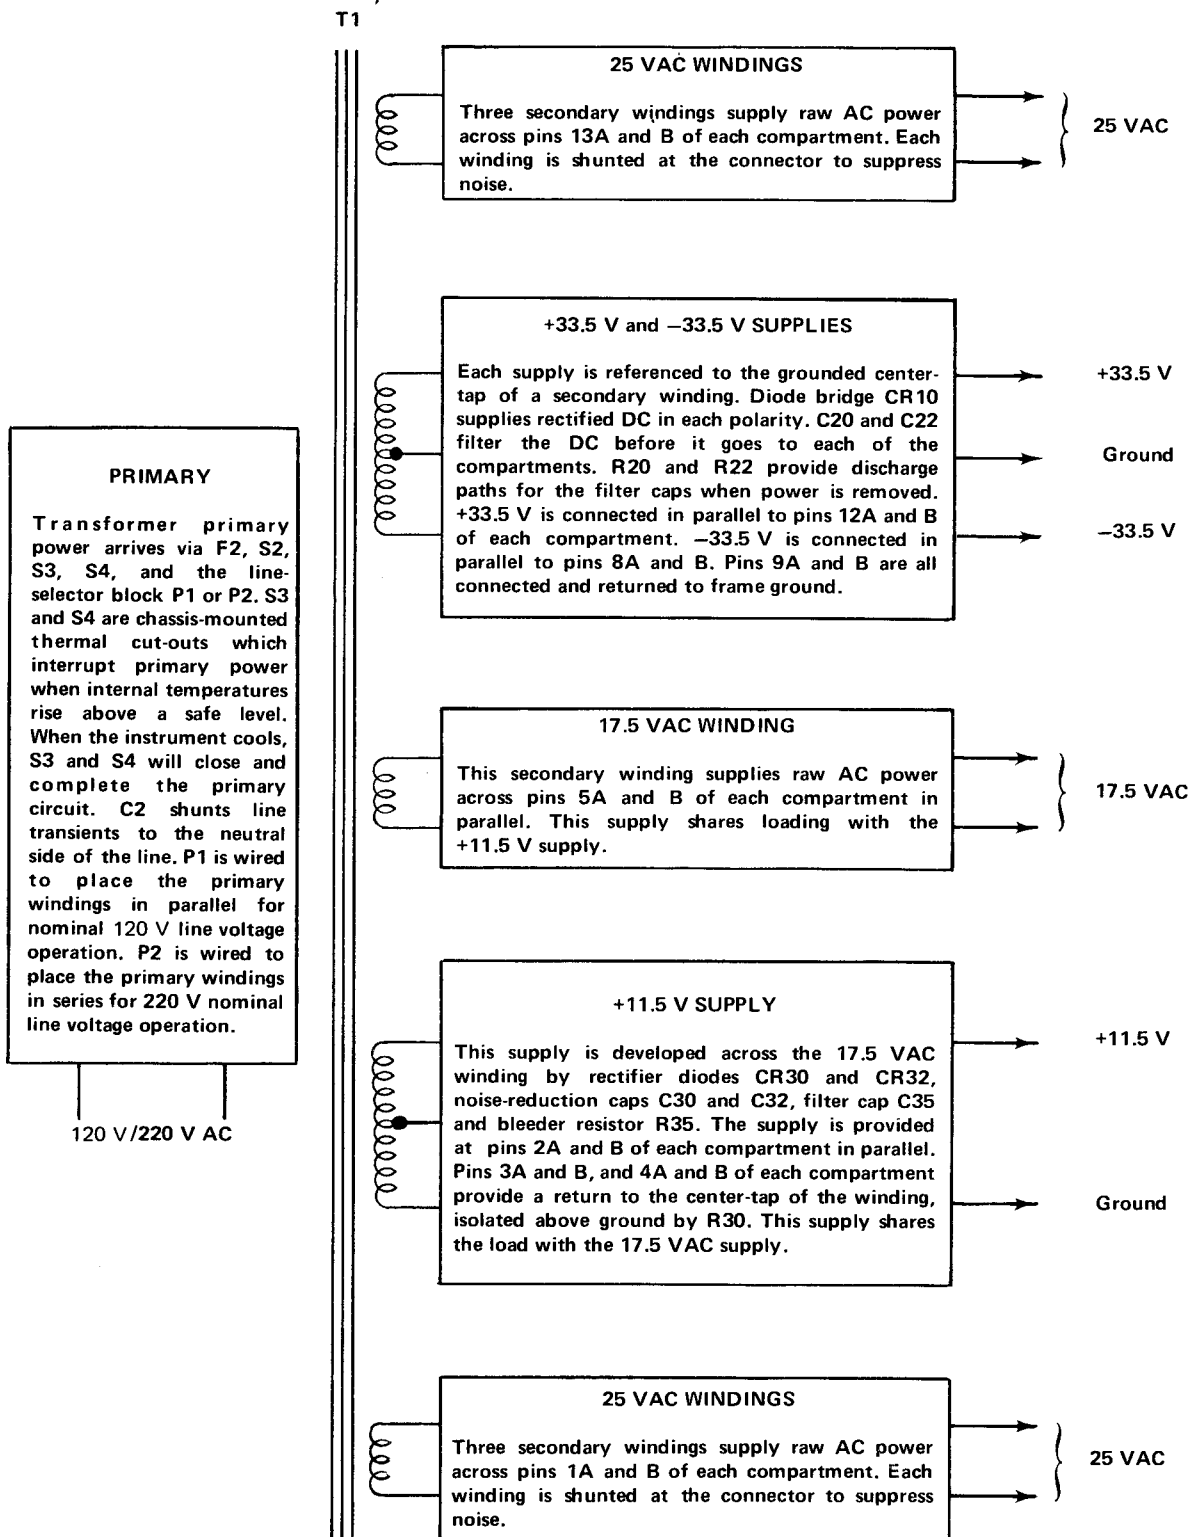 T1
25 VAC WINDINGS
Three secondary windings supply raw AC power
across pins 13A and B of each compartment. Each
winding is shunted at the connector to suppress
noise.
25 VAC
+33.5 V and −33.5 V SUPPLIES
Each supply is referenced to the grounded center-
tap of a secondary winding. Diode bridge CR10
supplies rectified DC in each polarity. C20 and C22
filter the DC before it goes to each of the
compartments. R20 and R22 provide discharge
paths for the filter caps when power is removed.
+33.5 V is connected in parallel to pins 12A and B
of each compartment. −33.5 V is connected in
parallel to pins 8A and B. Pins 9A and B are all
connected and returned to frame ground.
+33.5 V
Ground
−33.5 V
PRIMARY
Transformer primary
power arrives via F2, S2,
S3, S4, and the line-
selector block P1 or P2. S3
and S4 are chassis-mounted
thermal cut-outs which
interrupt primary power
when internal temperatures
rise above a safe level.
When the instrument cools,
S3 and S4 will close and
complete the primary
circuit. C2 shunts line
transients to the neutral
side of the line. P1 is wired
to place the primary
windings in parallel for
nominal 120 V line voltage
operation. P2 is wired to
place the primary windings
in series for 220 V nominal
line voltage operation.
120 V/220 V AC
17.5 VAC WINDING
This secondary winding supplies raw AC power
across pins 5A and B of each compartment in
parallel. This supply shares loading with the
+11.5 V supply.
17.5 VAC
+11.5 V SUPPLY
This supply is developed across the 17.5 VAC
winding by rectifier diodes CR30 and CR32,
noise-reduction caps C30 and C32, filter cap C35
and bleeder resistor R35. The supply is provided
at pins 2A and B of each compartment in parallel.
Pins 3A and B, and 4A and B of each compartment
provide a return to the center-tap of the winding,
isolated above ground by R30. This supply shares
the load with the 17.5 VAC supply.
+11.5 V
Ground
25 VAC WINDINGS
Three secondary windings supply raw AC power
across pins 1A and B of each compartment. Each
winding is shunted at the connector to suppress
noise.
25 VAC